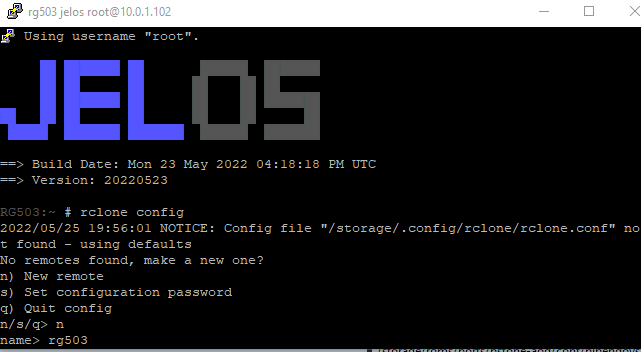 rg503 jelos root@10.0.1.102
Using username "root".
JELOS
==> Build Date: Mon 23 May 2022 04:18:18 PM UTC
==> Version: 20220523
RG503:~ # rclone config
2022/05/25 19:56:01 NOTICE: Config file "/storage/.config/rclone/rclone.conf" no
t found - using defaults
No remotes found, make a new one?
n) New remote
s) Set configuration password
q) Quit config
n/s/q> n
name> rg503